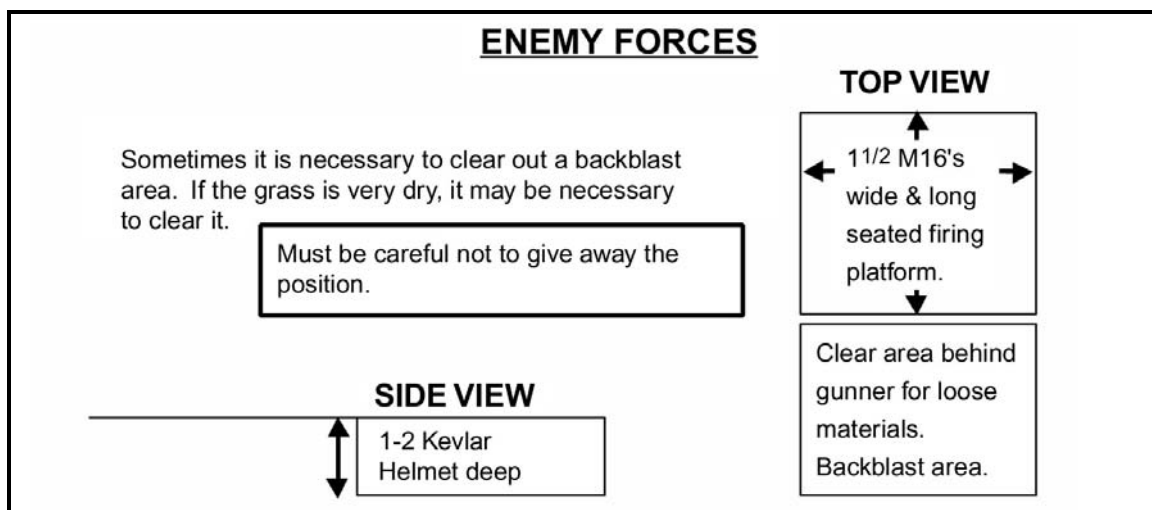 ENEMY FORCES
TOP VIEW
Sometimes it is necessary to clear out a backblast
area. If the grass is very dry, it may be necessary
to clear it.
Must be careful not to give away the
position.
1 1/2 M16's
wide & long
seated firing
platform.
Clear area behind
gunner for loose
materials.
Backblast area.
SIDE VIEW
1-2 Kevlar
Helmet deep